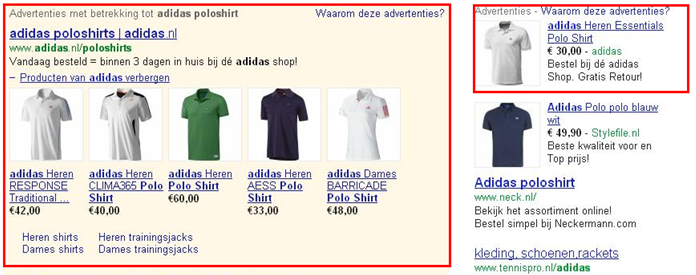 Advertenties met betrekking tot adidas poloshirt
Waarom deze advertenties?
adidas poloshirts | adidas.nl
www.adidas.nl/poloshirts
Vandaag besteld = binnen 3 dagen in huis bij dé adidas shop!
– Producten van adidas verbergen
adidas Heren
RESPONSE
Traditional ...
€42,00
adidas Heren
CLIMA365 Polo
Shirt
€40,00
adidas Heren
Polo Shirt
€60,00
adidas Heren
AESS Polo
Shirt
€33,00
adidas Dames
BARRICADE
Polo Shirt
€48,00
Heren shirts
Heren trainingsjacks
Dames shirts
Dames trainingsjacks
Advertenties - Waarom deze advertenties?
adidas Heren Essentials
Polo Shirt
€ 30,00 - adidas
Bestel bij dé adidas
Shop. Gratis Retour!
Adidas Polo polo blauw
wit
€ 49,90 - Stylefile.nl
Beste kwaliteit voor en
Top prijs!
Adidas poloshirt
www.neck.nl/
Bekijk het assortiment online!
Bestel simpel bij Neckermann.com
kleding, schoenen,rackets
www.tennispro.nl/adidas